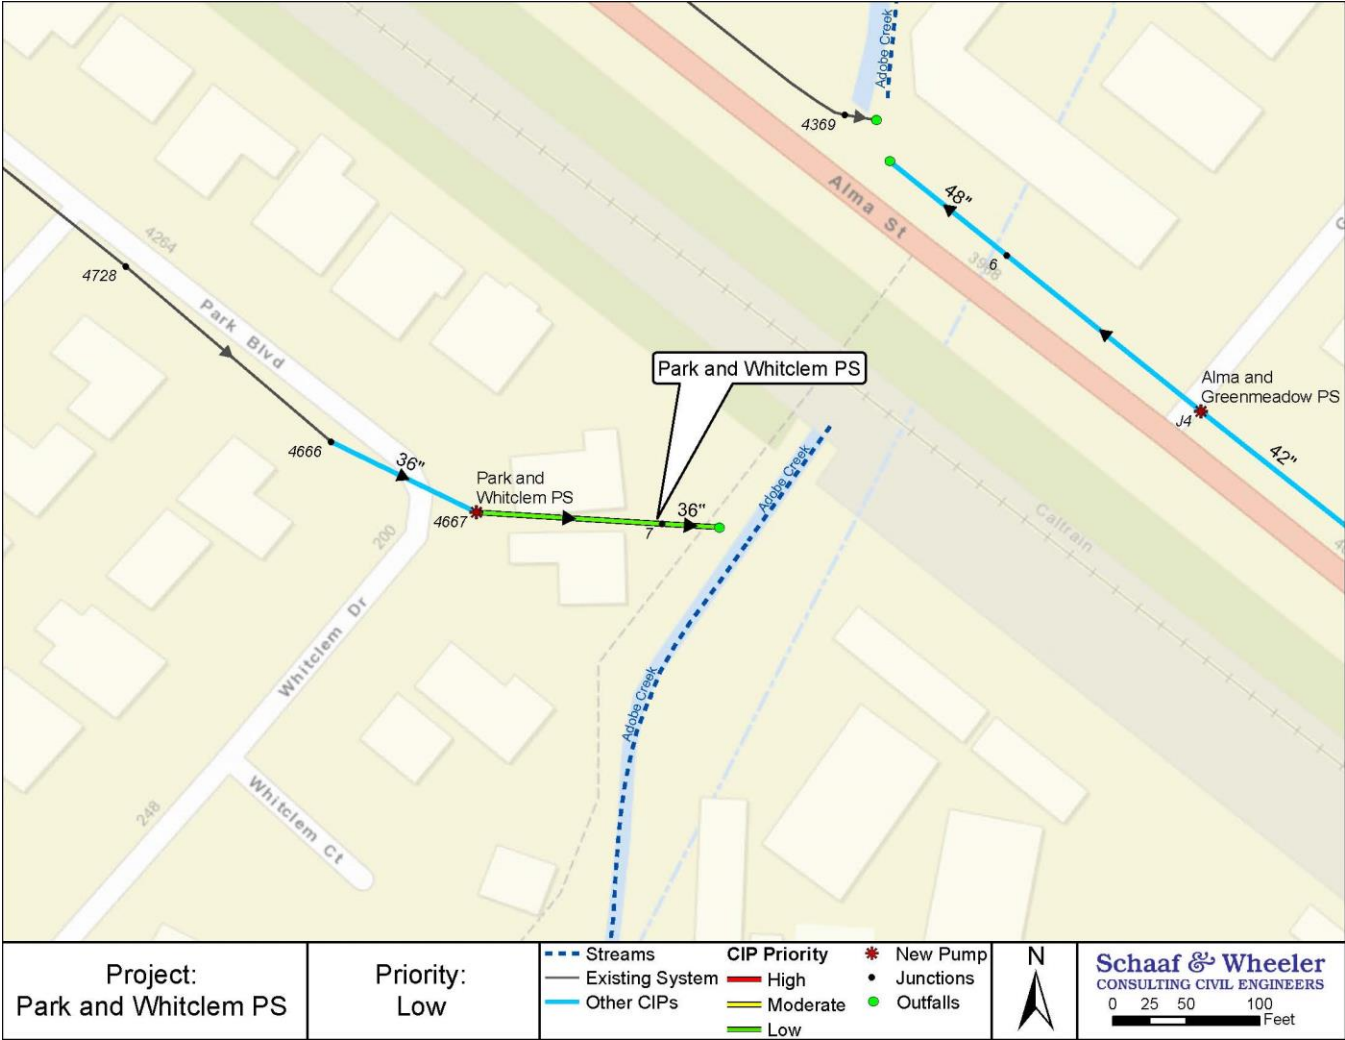 Adobe Creek
4369
Alma St
48"
3998
6
4264
4728
Park Blvd
Park and Whitclem PS
Alma and
Greenmeadow PS
J4
42"
4666
36"
Park and
Whitclem PS
4667
36"
7
Adobe Creek
Caltrain
200
Whitclem Dr
Adobe Creek
Whitclem Ct
248
Project:
Park and Whitclem PS
Priority:
Low
Streams
Existing System
Other CIPs
CIP Priority
High
Moderate
Low
New Pump
Junctions
Outfalls
N
Schaaf & Wheeler
CONSULTING CIVIL ENGINEERS
0 25 50 100
Feet